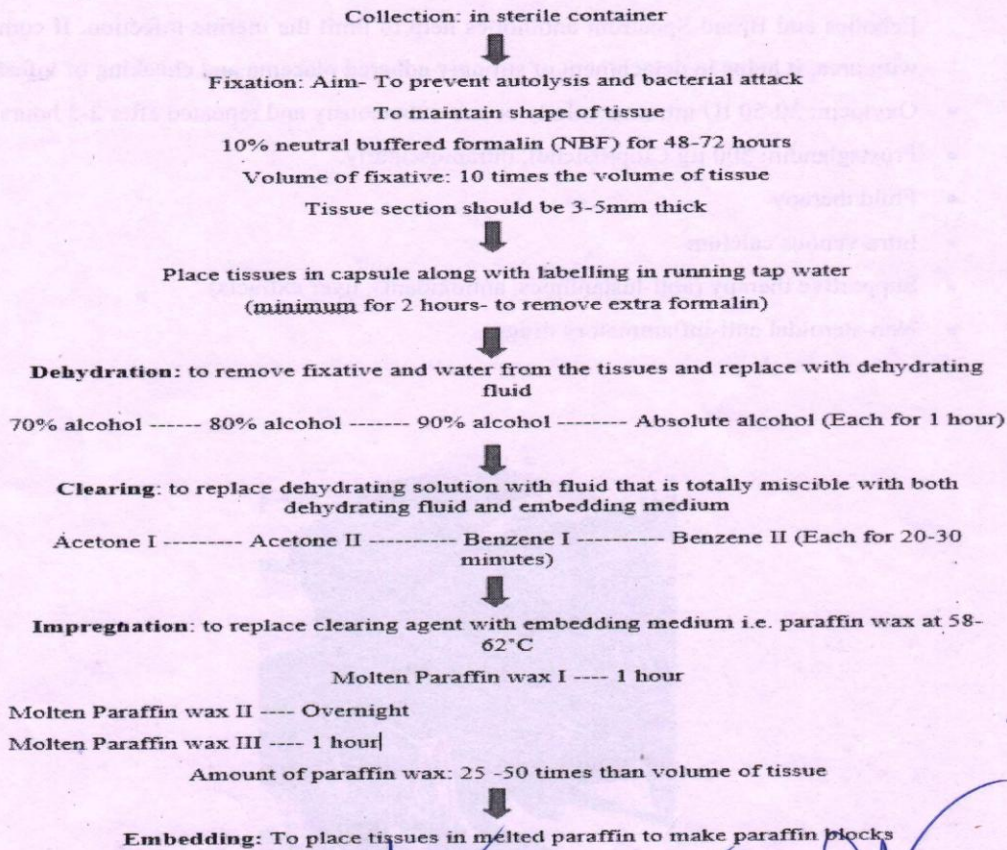 Collection: in sterile container
Fixation: Aim- To prevent autolysis and bacterial attack
To maintain shape of tissue
10% neutral buffered formalin (NBF) for 48-72 hours
Volume of fixative: 10 times the volume of tissue
Tissue section should be 3-5mm thick
Place tissues in capsule along with labelling in running tap water
(minimum for 2 hours- to remove extra formalin)
Dehydration: to remove fixative and water from the tissues and replace with dehydrating
fluid
70% alcohol ------ 80% alcohol ------- 90% alcohol -------- Absolute alcohol (Each for 1 hour)
Clearing: to replace dehydrating solution with fluid that is totally miscible with both
dehydrating fluid and embedding medium
Acetone I --------- Acetone II ---------- Benzene I ---------- Benzene II (Each for 20-30
minutes)
Impregnation: to replace clearing agent with embedding medium i.e. paraffin wax at 58-
62°C
Molten Paraffin wax I ---- 1 hour
Molten Paraffin wax II ---- Overnight
Molten Paraffin wax III ---- 1 hour
Amount of paraffin wax: 25 -50 times than volume of tissue
Embedding: To place tissues in melted paraffin to make paraffin blocks